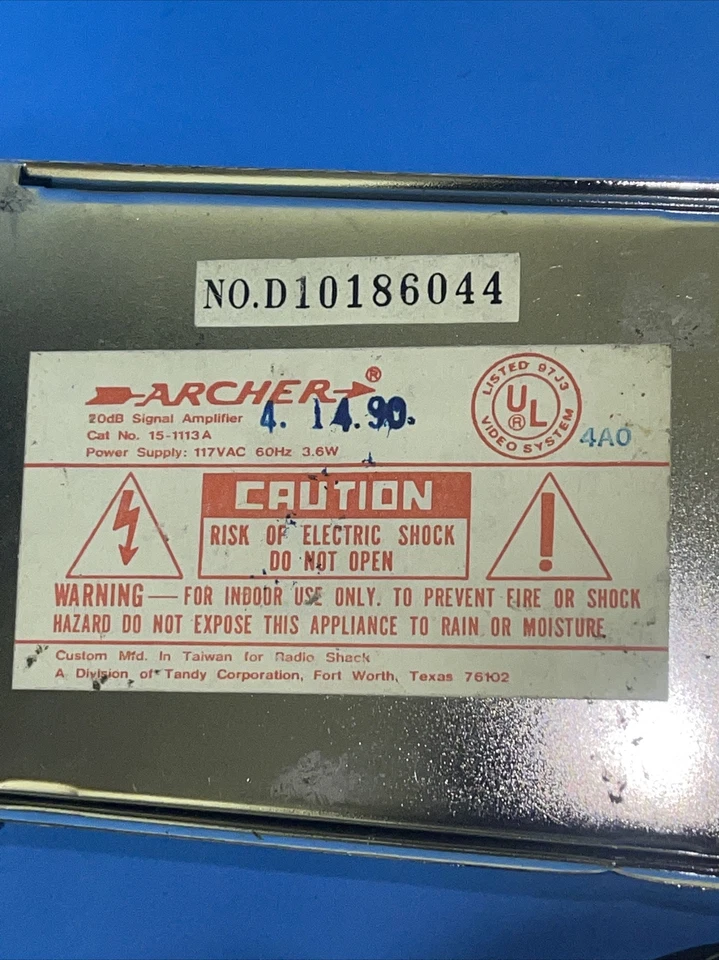 NO.D10186044
ARCHER®
20dB Signal Amplifier
4. 14.90.
Cat No. 15-1113A
Power Supply: 117VAC 60Hz 3.6W
LISTED 97J3
UL®
VIDEO SYSTEM
4A0
CAUTION
RISK OF ELECTRIC SHOCK
DO NOT OPEN
WARNING — FOR INDOOR USE ONLY. TO PREVENT FIRE OR SHOCK
HAZARD DO NOT EXPOSE THIS APPLIANCE TO RAIN OR MOISTURE
Custom Mfd. In Taiwan for Radio Shack
A Division of Tandy Corporation, Fort Worth, Texas 76102